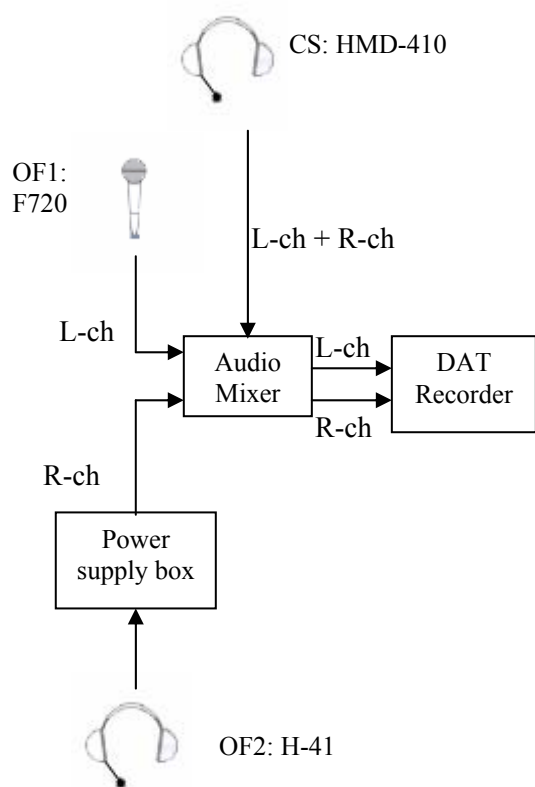 CS: HMD-410
OF1:
F720
L-ch + R-ch
L-ch
Audio
Mixer
L-ch
R-ch
DAT
Recorder
R-ch
Power
supply box
OF2: H-41